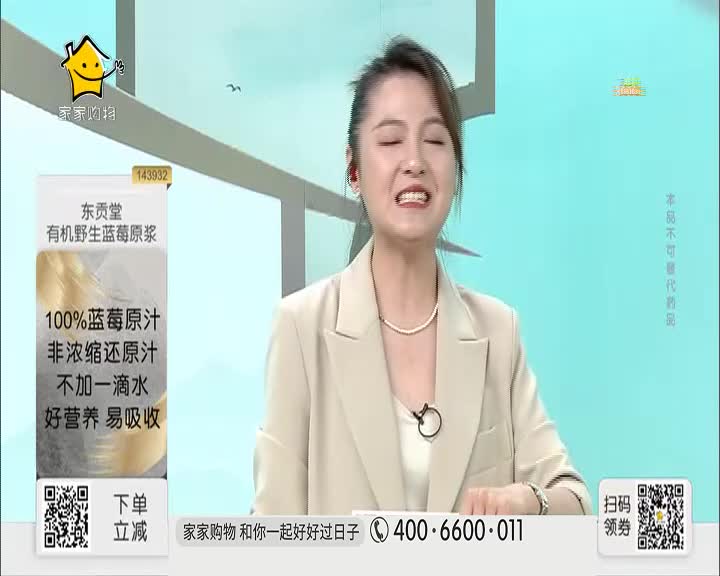 家家购物
143932
东贡堂
有机野生蓝莓原浆
100%蓝莓原汁
非浓缩还原汁
不加一滴水
好营养 易吸收
本品不可替代药品
下单
立减
家家购物 和你一起好好过日子
400·6600·011
扫码
领券